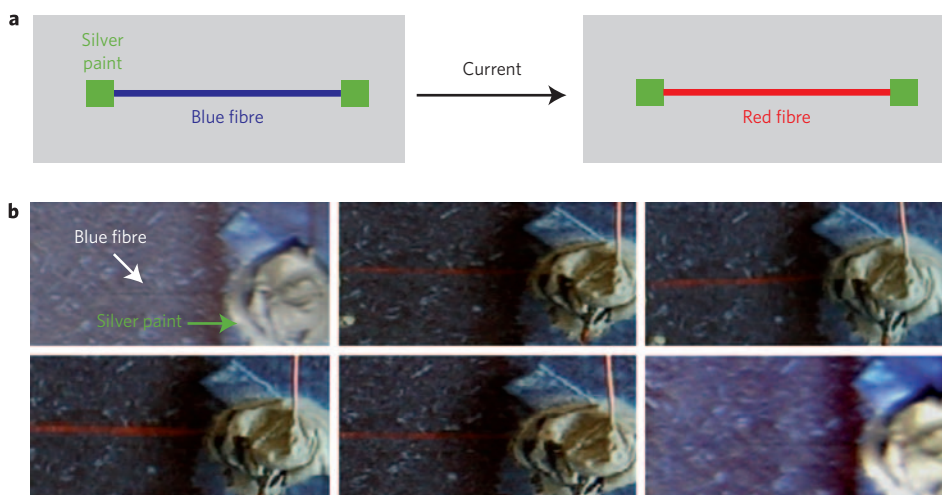 a
Silver
paint
Blue fibre
Current
Red fibre
b
Blue fibre
Silver paint